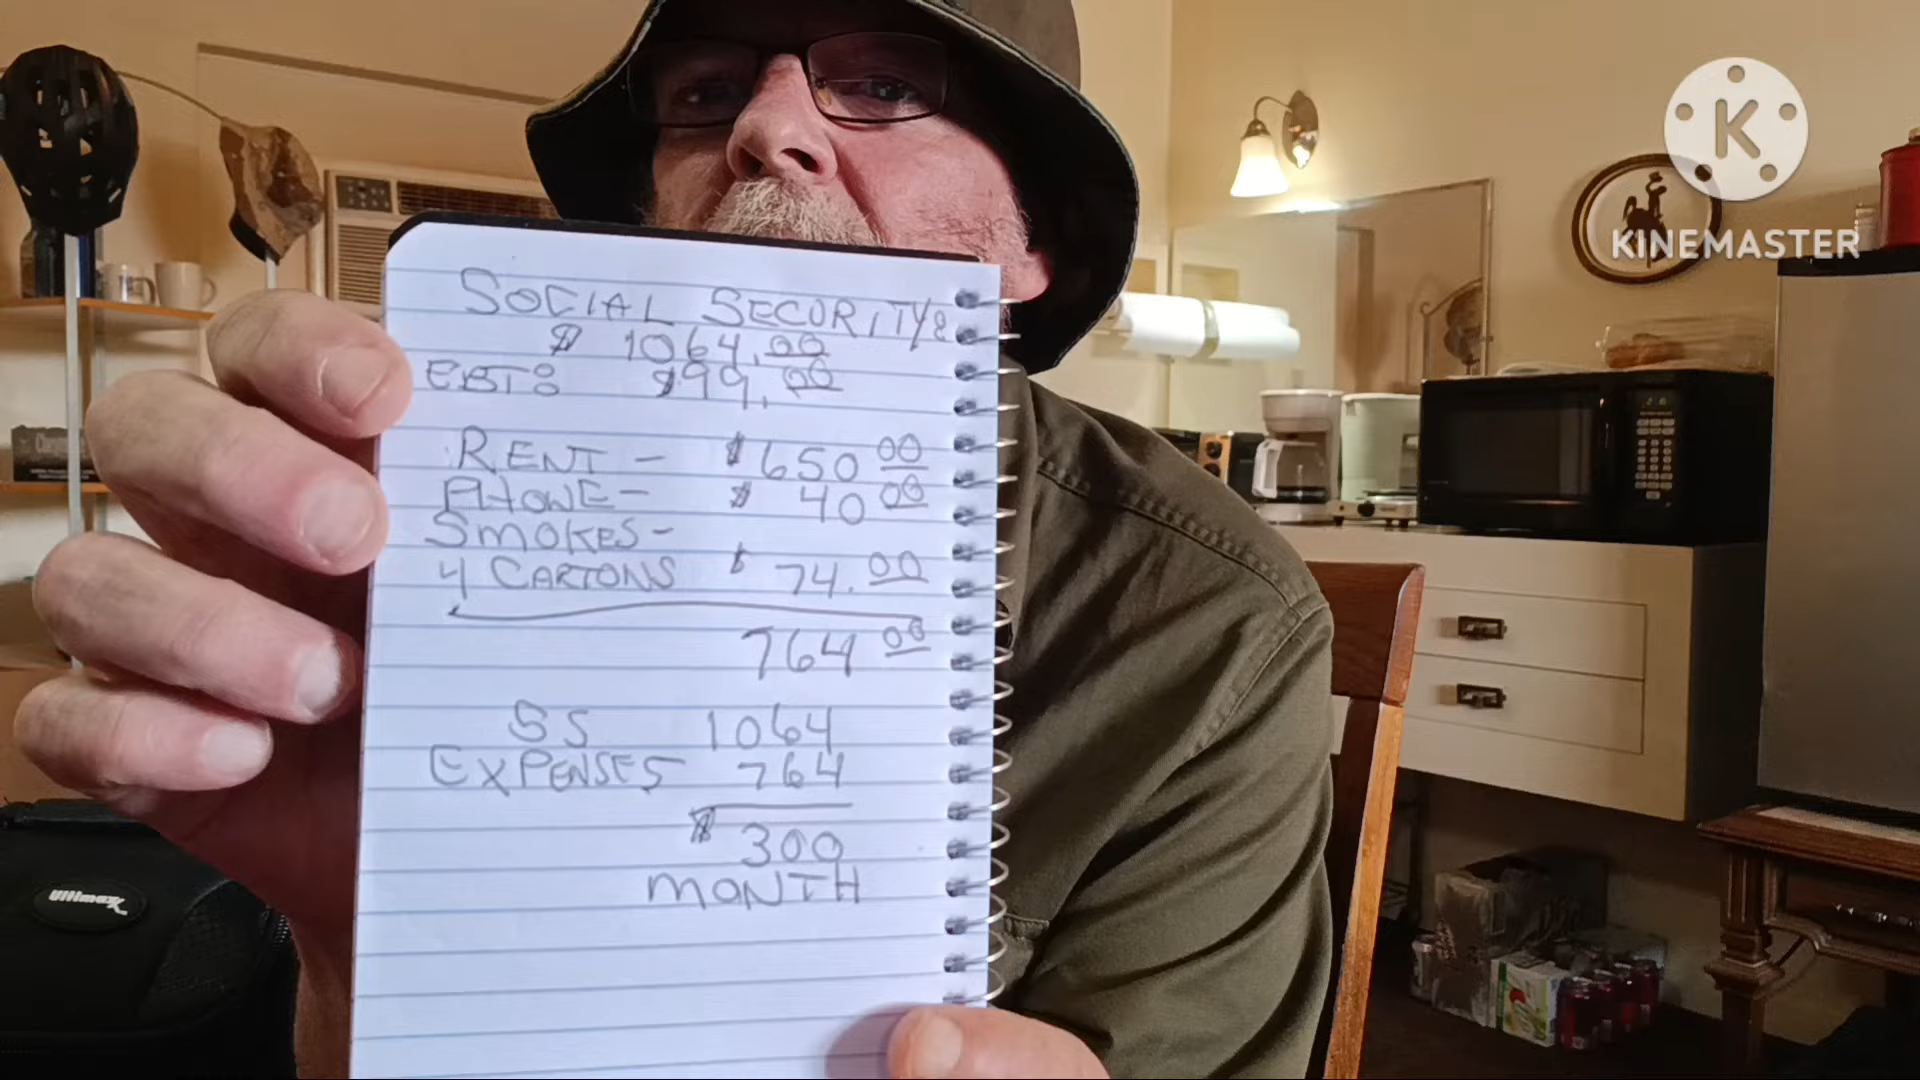 SOCIAL SECURITY:
$ 1064.00
EBT: $99.00
RENT - $650 00
PHONE - $ 40 00
SMOKES -
4 CARTONS $ 74.00
764 00
SS 1064
EXPENSES 764
$300
MONTH
K
KINEMASTER
Ultimax